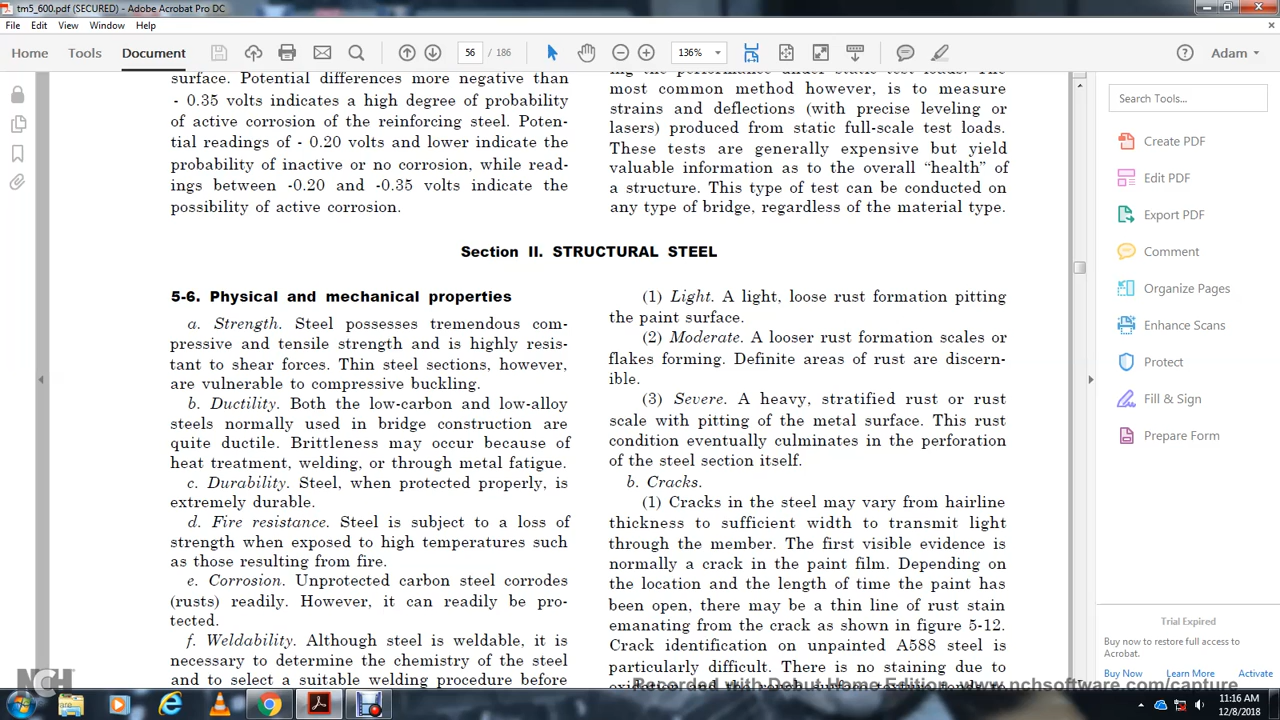 tm5_600.pdf (SECURED) - Adobe Acrobat Pro DC
File Edit View Window Help
Home Tools Document 56 / 186 136% Adam
surface. Potential differences more negative than
- 0.35 volts indicates a high degree of probability
of active corrosion of the reinforcing steel. Poten-
tial readings of - 0.20 volts and lower indicate the
probability of inactive or no corrosion, while read-
ings between -0.20 and -0.35 volts indicate the
possibility of active corrosion.
ing the performance under static test loads. The
most common method however, is to measure
strains and deflections (with precise leveling or
lasers) produced from static full-scale test loads.
These tests are generally expensive but yield
valuable information as to the overall “health” of
a structure. This type of test can be conducted on
any type of bridge, regardless of the material type.
Section II. STRUCTURAL STEEL
5-6. Physical and mechanical properties
a. Strength. Steel possesses tremendous com-
pressive and tensile strength and is highly resis-
tant to shear forces. Thin steel sections, however,
are vulnerable to compressive buckling.
b. Ductility. Both the low-carbon and low-alloy
steels normally used in bridge construction are
quite ductile. Brittleness may occur because of
heat treatment, welding, or through metal fatigue.
c. Durability. Steel, when protected properly, is
extremely durable.
d. Fire resistance. Steel is subject to a loss of
strength when exposed to high temperatures such
as those resulting from fire.
e. Corrosion. Unprotected carbon steel corrodes
(rusts) readily. However, it can readily be pro-
tected.
f. Weldability. Although steel is weldable, it is
necessary to determine the chemistry of the steel
and to select a suitable welding procedure before
(1) Light. A light, loose rust formation pitting
the paint surface.
(2) Moderate. A looser rust formation scales or
flakes forming. Definite areas of rust are discern-
ible.
(3) Severe. A heavy, stratified rust or rust
scale with pitting of the metal surface. This rust
condition eventually culminates in the perforation
of the steel section itself.
b. Cracks.
(1) Cracks in the steel may vary from hairline
thickness to sufficient width to transmit light
through the member. The first visible evidence is
normally a crack in the paint film. Depending on
the location and the length of time the paint has
been open, there may be a thin line of rust stain
emanating from the crack as shown in figure 5-12.
Crack identification on unpainted A588 steel is
particularly difficult. There is no staining due to
Search Tools...
Create PDF
Edit PDF
Export PDF
Comment
Organize Pages
Enhance Scans
Protect
Fill & Sign
Prepare Form
Trial Expired
Buy now to restore full access to
Acrobat.
Buy Now Learn More Activate
NCH
Recorded with Debut Home Edition www.nchsoftware.com/capture
11:16 AM
12/8/2018